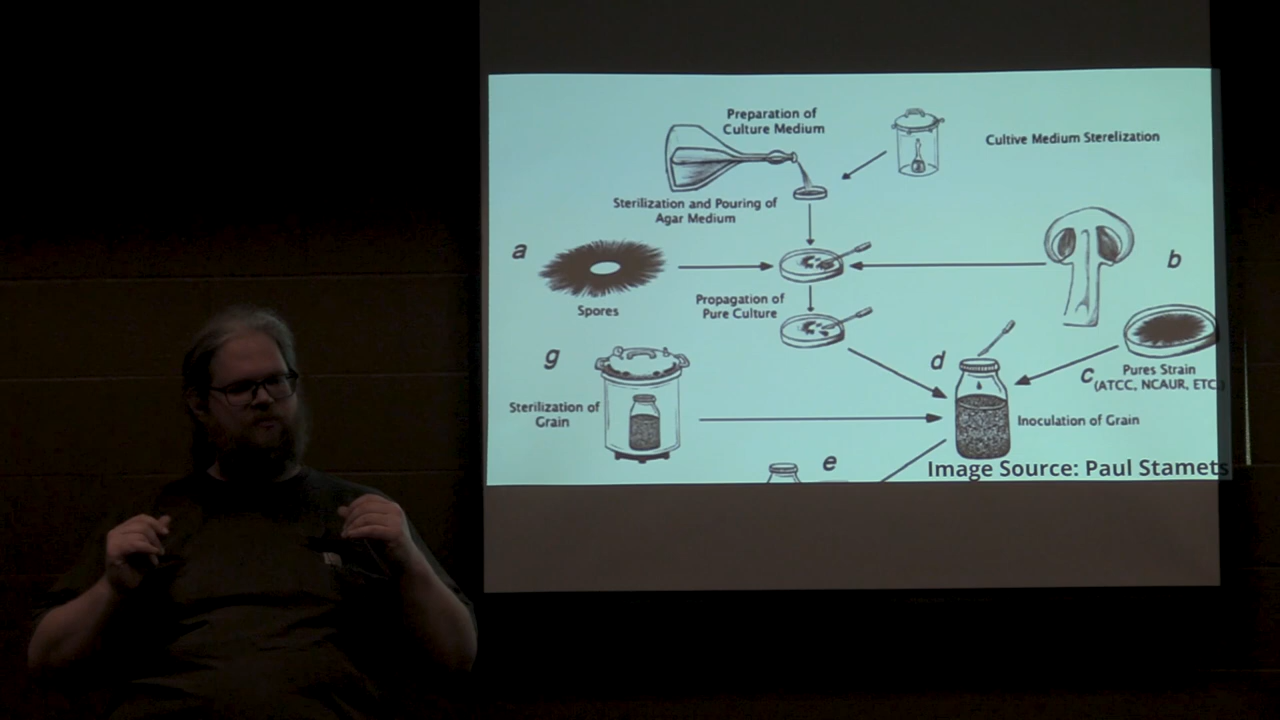 Preparation of
Culture Medium
Cultive Medium Sterelization
Sterilization and Pouring of
Agar Medium
a
b
Spores
Propagation of
Pure Culture
g
d
c
Pures Strain
(ATCC, NCAUR, ETC.)
Sterilization of
Grain
Inoculation of Grain
e
Image Source: Paul Stamets